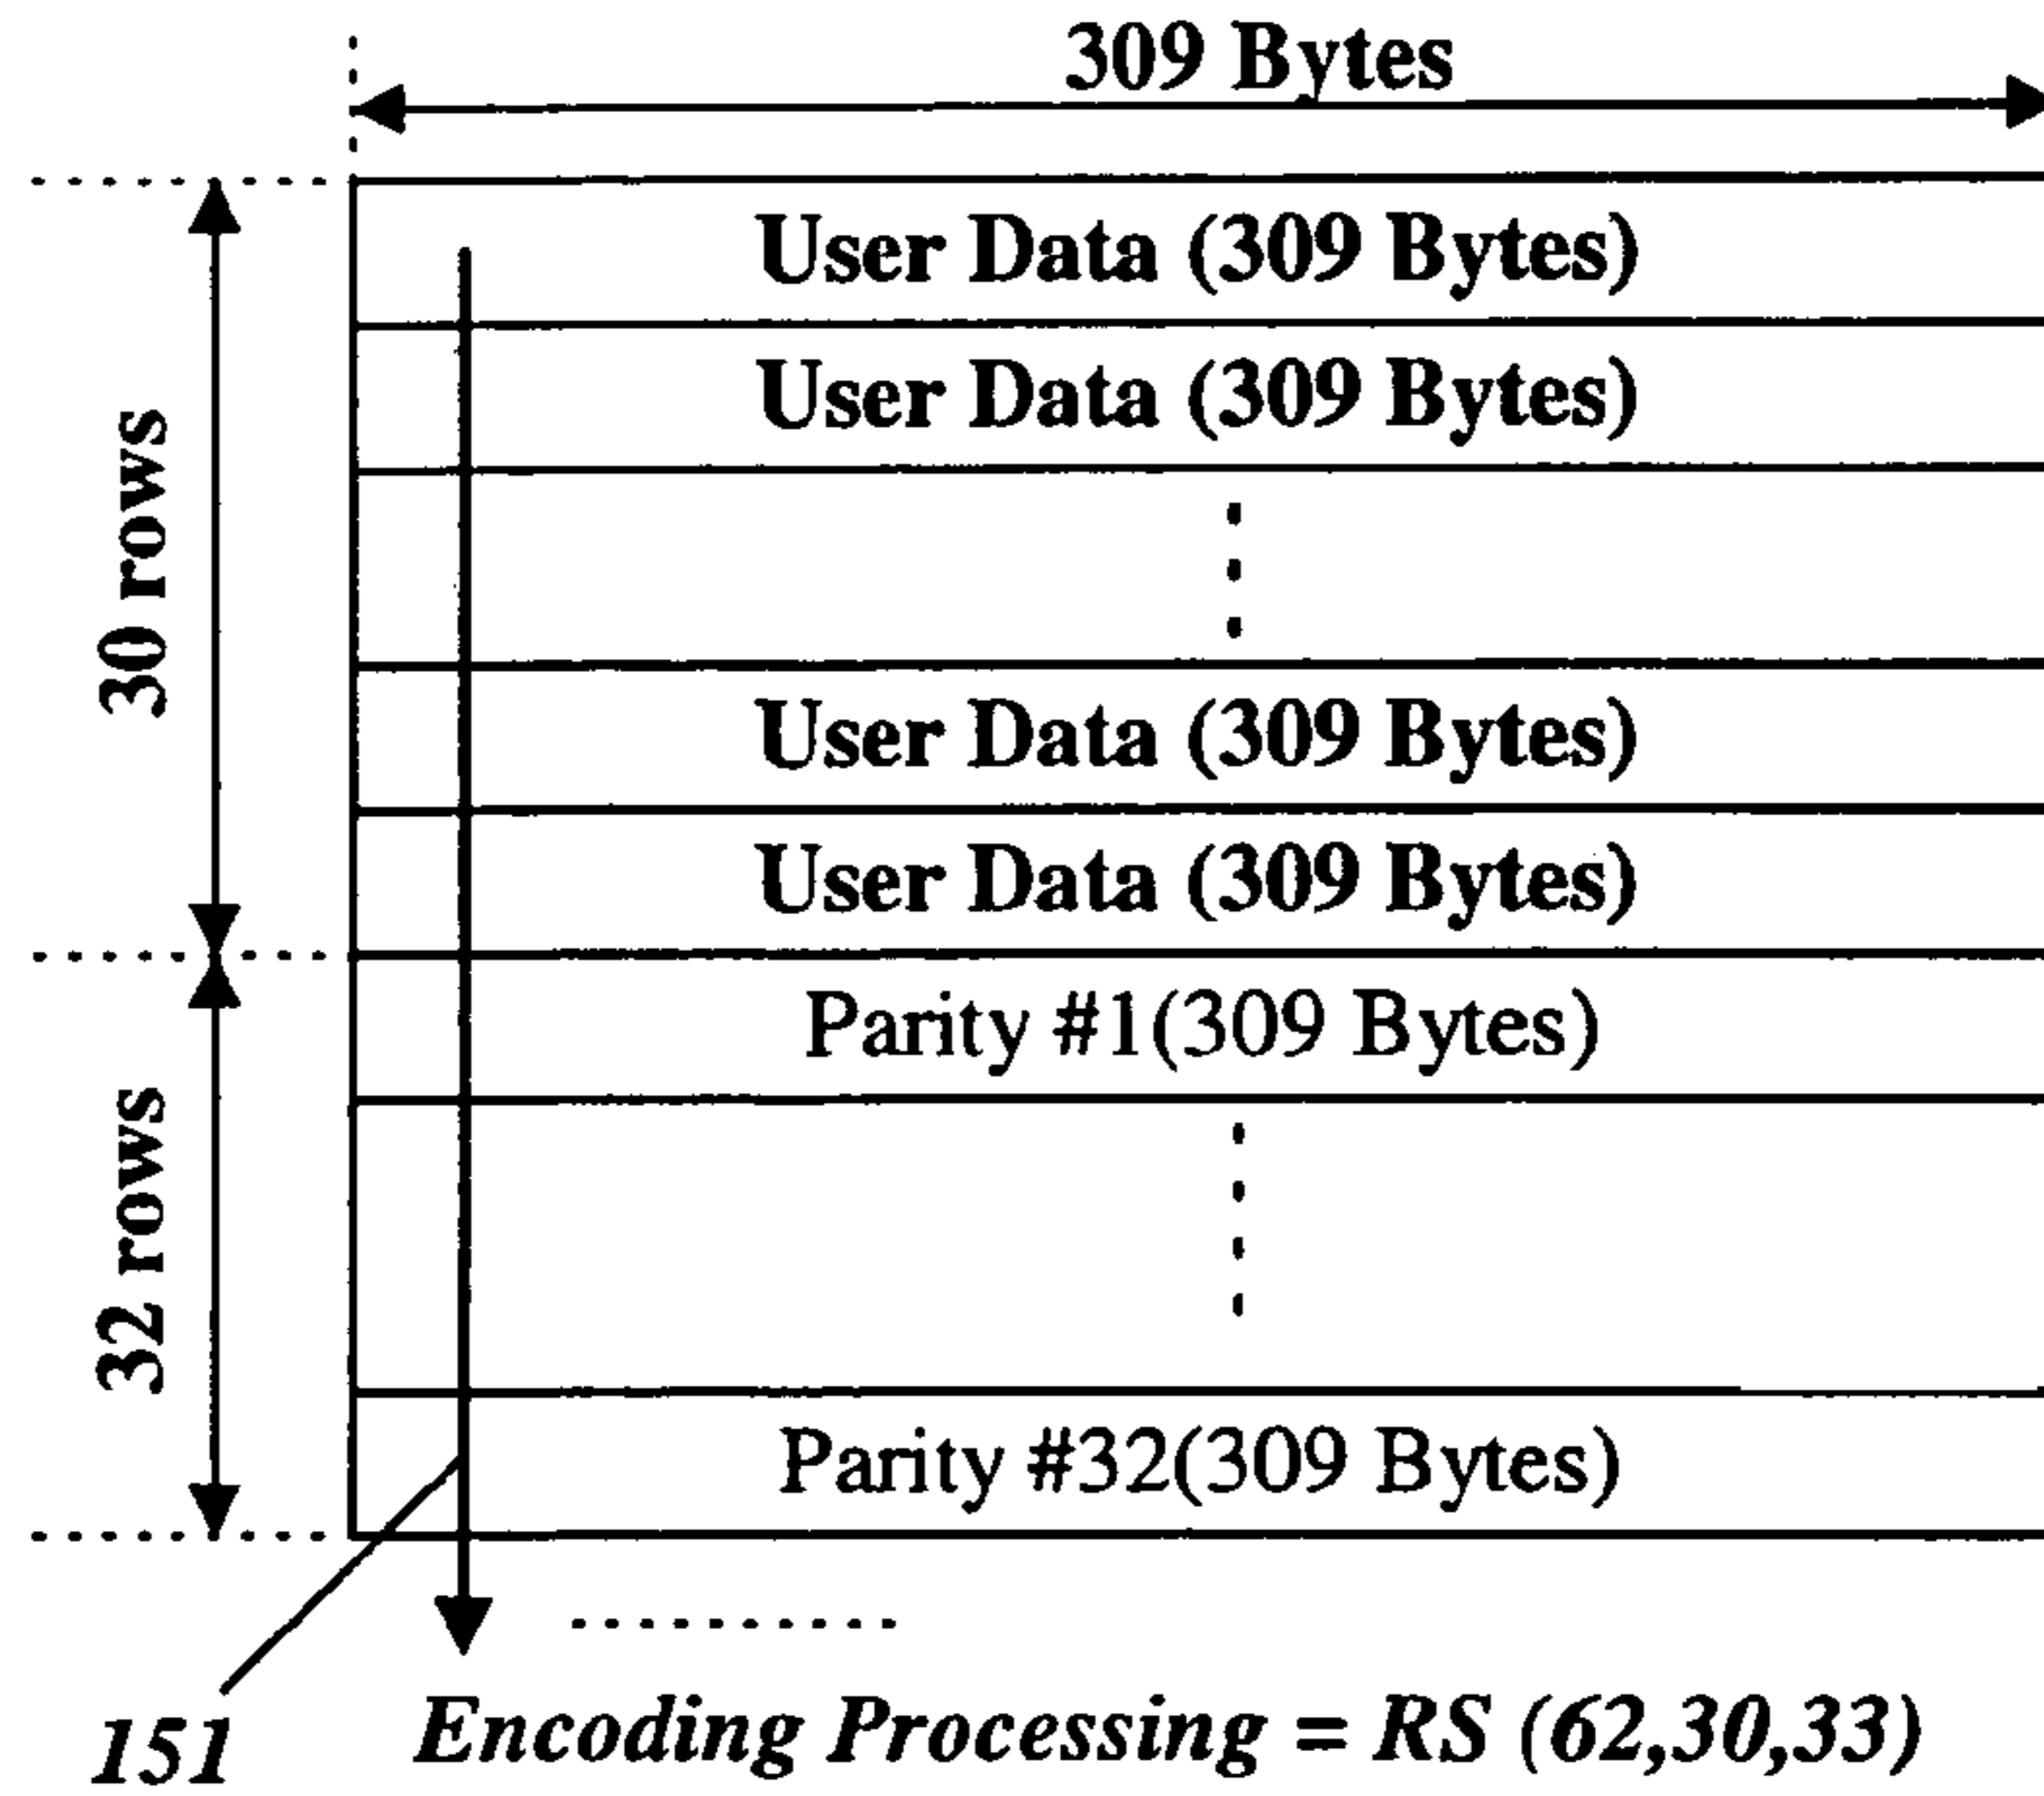 309 Bytes
User Data (309 Bytes)
User Data (309 Bytes)
30 rows
User Data (309 Bytes)
User Data (309 Bytes)
Parity #1(309 Bytes)
32 rows
Parity #32(309 Bytes)
151
Encoding Processing = RS (62,30,33)